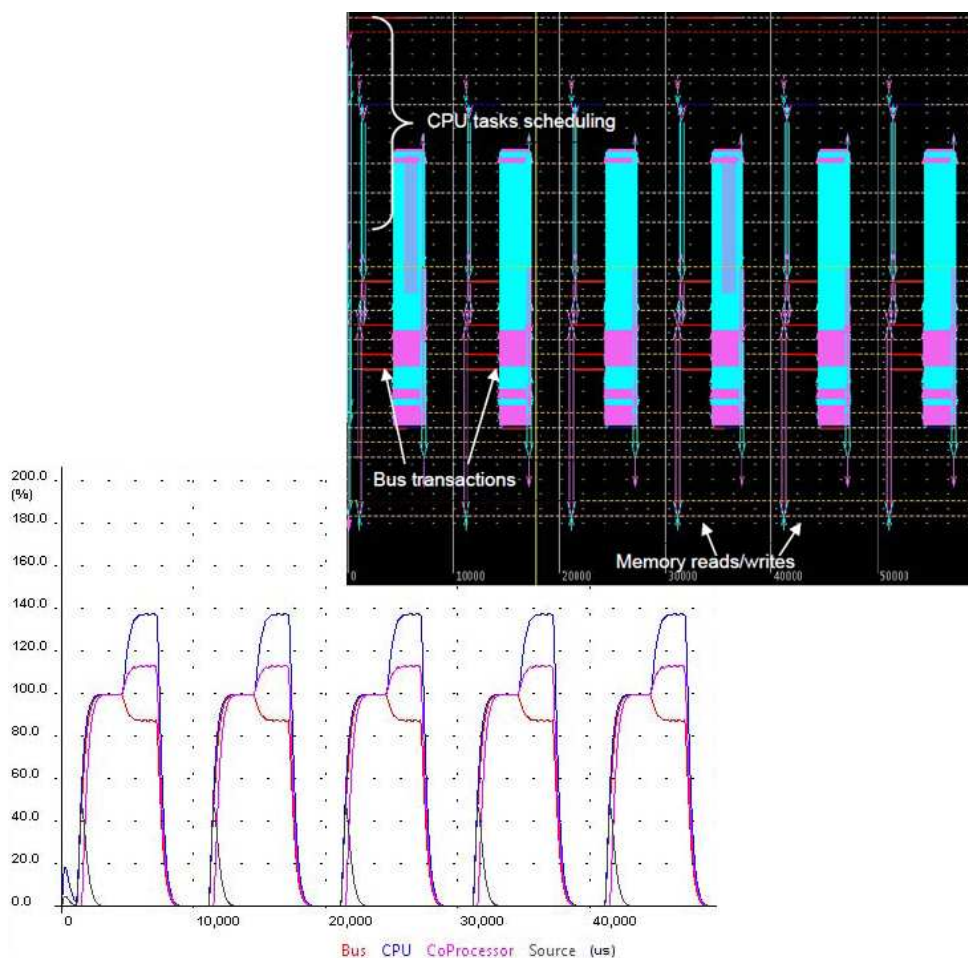 CPU tasks scheduling
Bus transactions
Memory reads/writes
0 10000 20000 30000 40000 50000
200.0
(%)
180.0
160.0
140.0
120.0
100.0
80.0
60.0
40.0
20.0
0.0
0 10,000 20,000 30,000 40,000
Bus CPU CoProcessor Source (us)